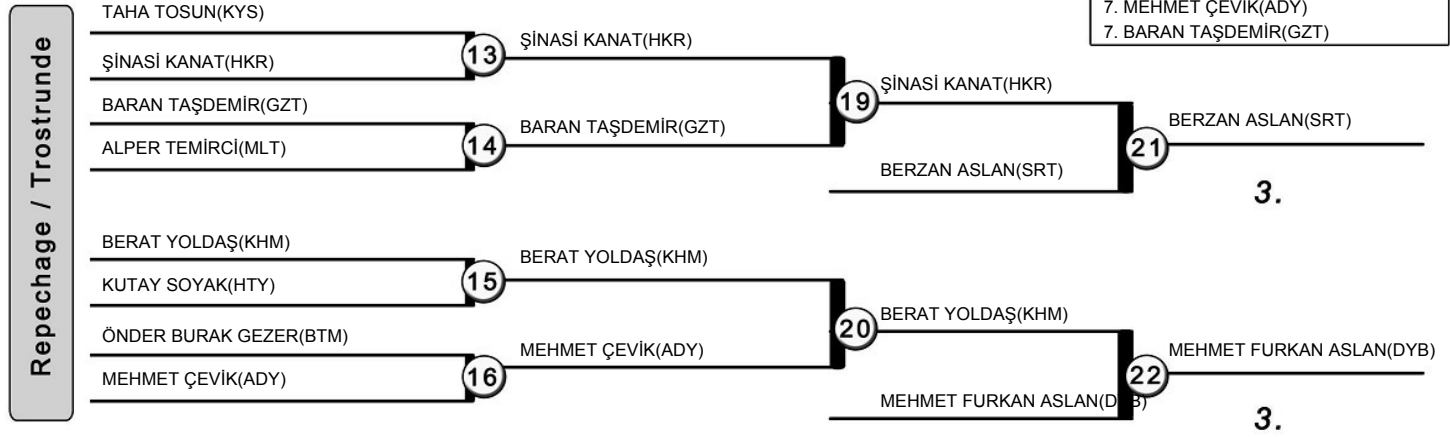 7. MEHMET ÇEVİK(ADY)
7. BARAN TAŞDEMİR(GZT)
Repechage / Trostrunde
TAHA TOSUN(KYS)
ŞİNASİ KANAT(HKR)
13
ŞİNASİ KANAT(HKR)
BARAN TAŞDEMİR(GZT)
ALPER TEMİRCİ(MLT)
14
BARAN TAŞDEMİR(GZT)
19
ŞİNASİ KANAT(HKR)
BERZAN ASLAN(SRT)
21
BERZAN ASLAN(SRT)
3.
BERAT YOLDAŞ(KHM)
KUTAY SOYAK(HTY)
15
BERAT YOLDAŞ(KHM)
ÖNDER BURAK GEZER(BTM)
MEHMET ÇEVİK(ADY)
16
MEHMET ÇEVİK(ADY)
20
BERAT YOLDAŞ(KHM)
MEHMET FURKAN ASLAN(DYB)
22
MEHMET FURKAN ASLAN(DYB)
3.